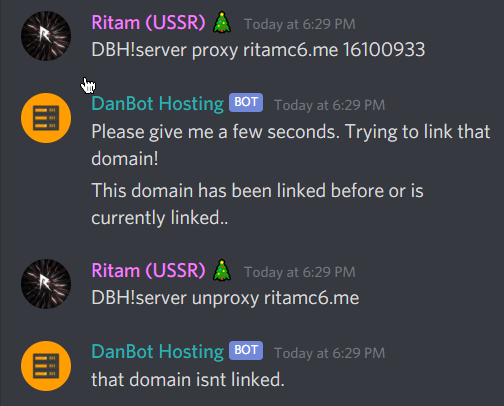 Ritam (USSR) 🎄 Today at 6:29 PM
DBH!server proxy ritamc6.me 16100933
DanBot Hosting BOT Today at 6:29 PM
Please give me a few seconds. Trying to link that
domain!
This domain has been linked before or is
currently linked..
Ritam (USSR) 🎄 Today at 6:29 PM
DBH!server unproxy ritamc6.me
DanBot Hosting BOT Today at 6:29 PM
that domain isnt linked.